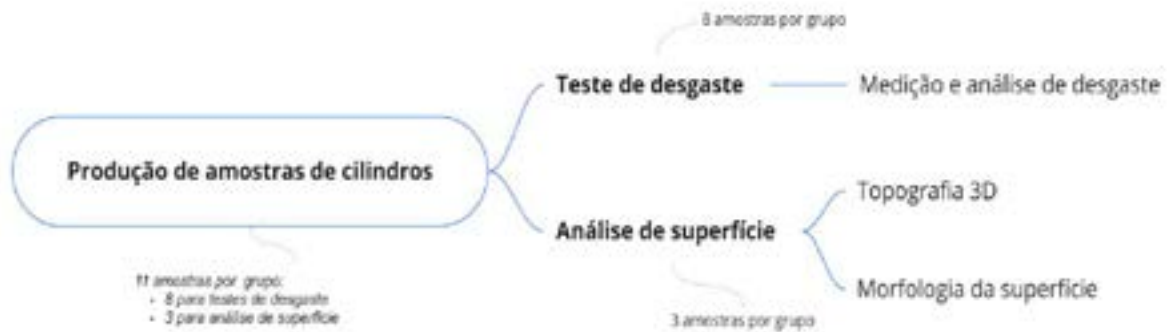 8 amostras por grupo
Teste de desgaste
Medição e análise de desgaste
Produção de amostras de cilindros
Topografia 3D
Análise de superfície
11 amostras por grupo:
• 8 para testes de desgaste
• 3 para análise de superfície
Morfologia da superfície
3 amostras por grupo